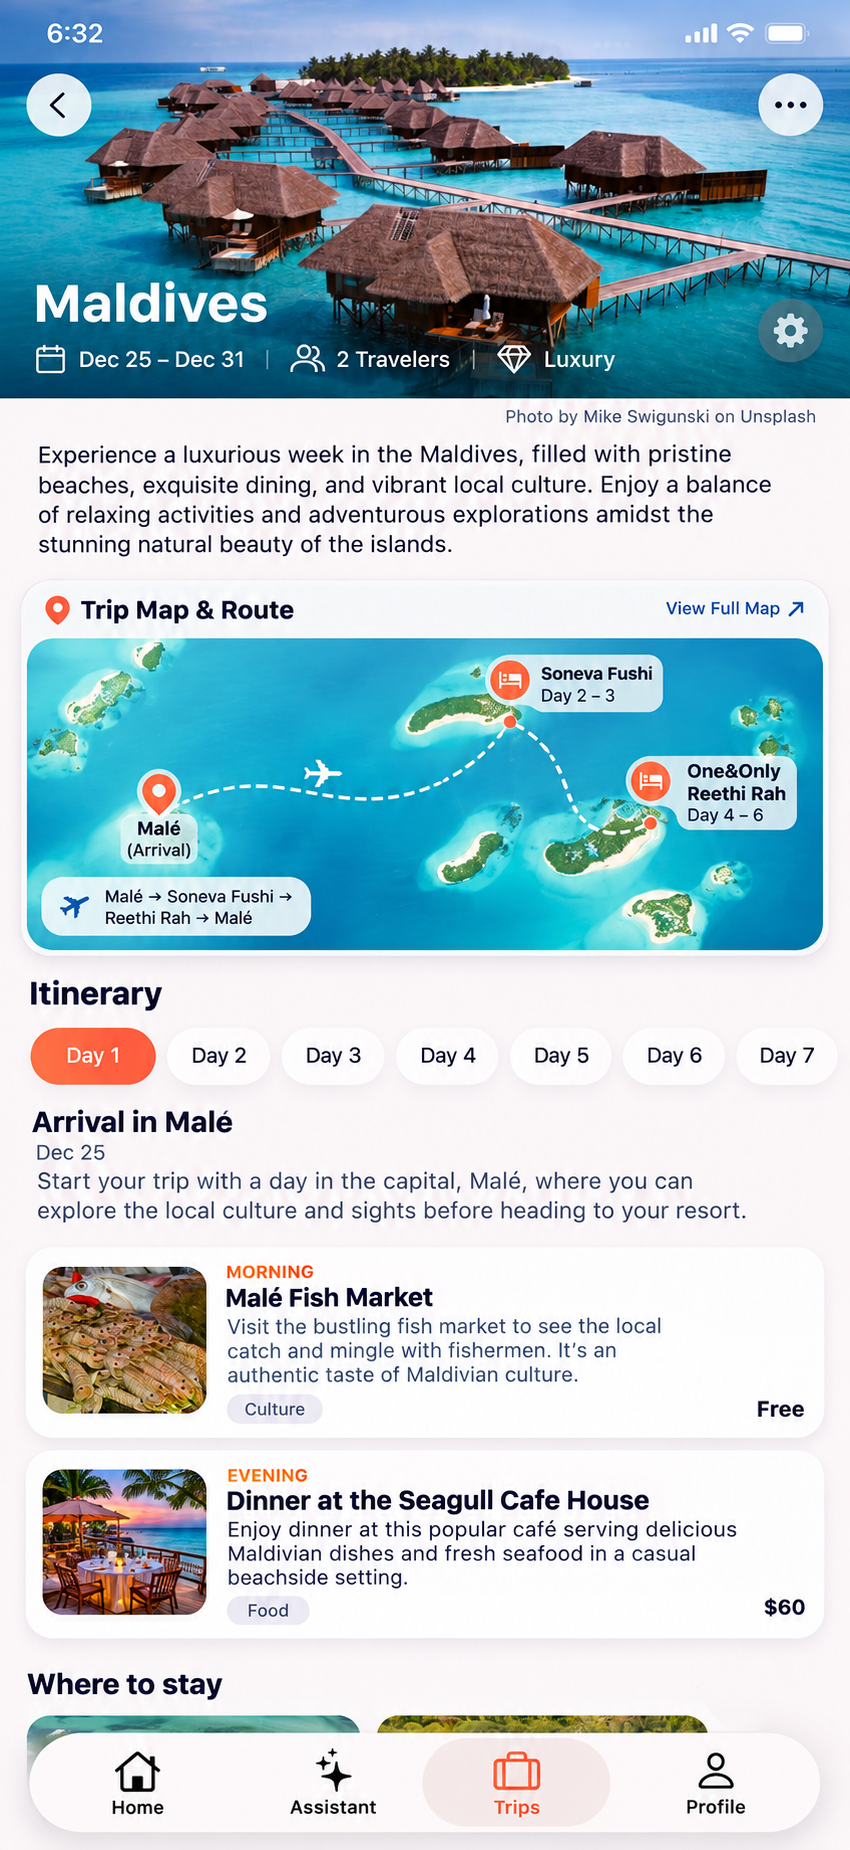 6:32
Maldives
Dec 25 – Dec 31
2 Travelers
Luxury
Photo by Mike Swigunski on Unsplash
Experience a luxurious week in the Maldives, filled with pristine
beaches, exquisite dining, and vibrant local culture. Enjoy a balance
of relaxing activities and adventurous explorations amidst the
stunning natural beauty of the islands.
Trip Map & Route
View Full Map
Soneva Fushi
Day 2 – 3
One&Only
Reethi Rah
Day 4 – 6
Malé
(Arrival)
Malé → Soneva Fushi →
Reethi Rah → Malé
Itinerary
Day 1
Day 2
Day 3
Day 4
Day 5
Day 6
Day 7
Arrival in Malé
Dec 25
Start your trip with a day in the capital, Malé, where you can
explore the local culture and sights before heading to your resort.
MORNING
Malé Fish Market
Visit the bustling fish market to see the local
catch and mingle with fishermen. It's an
authentic taste of Maldivian culture.
Culture
Free
EVENING
Dinner at the Seagull Cafe House
Enjoy dinner at this popular café serving delicious
Maldivian dishes and fresh seafood in a casual
beachside setting.
Food
$60
Where to stay
Home
Assistant
Trips
Profile